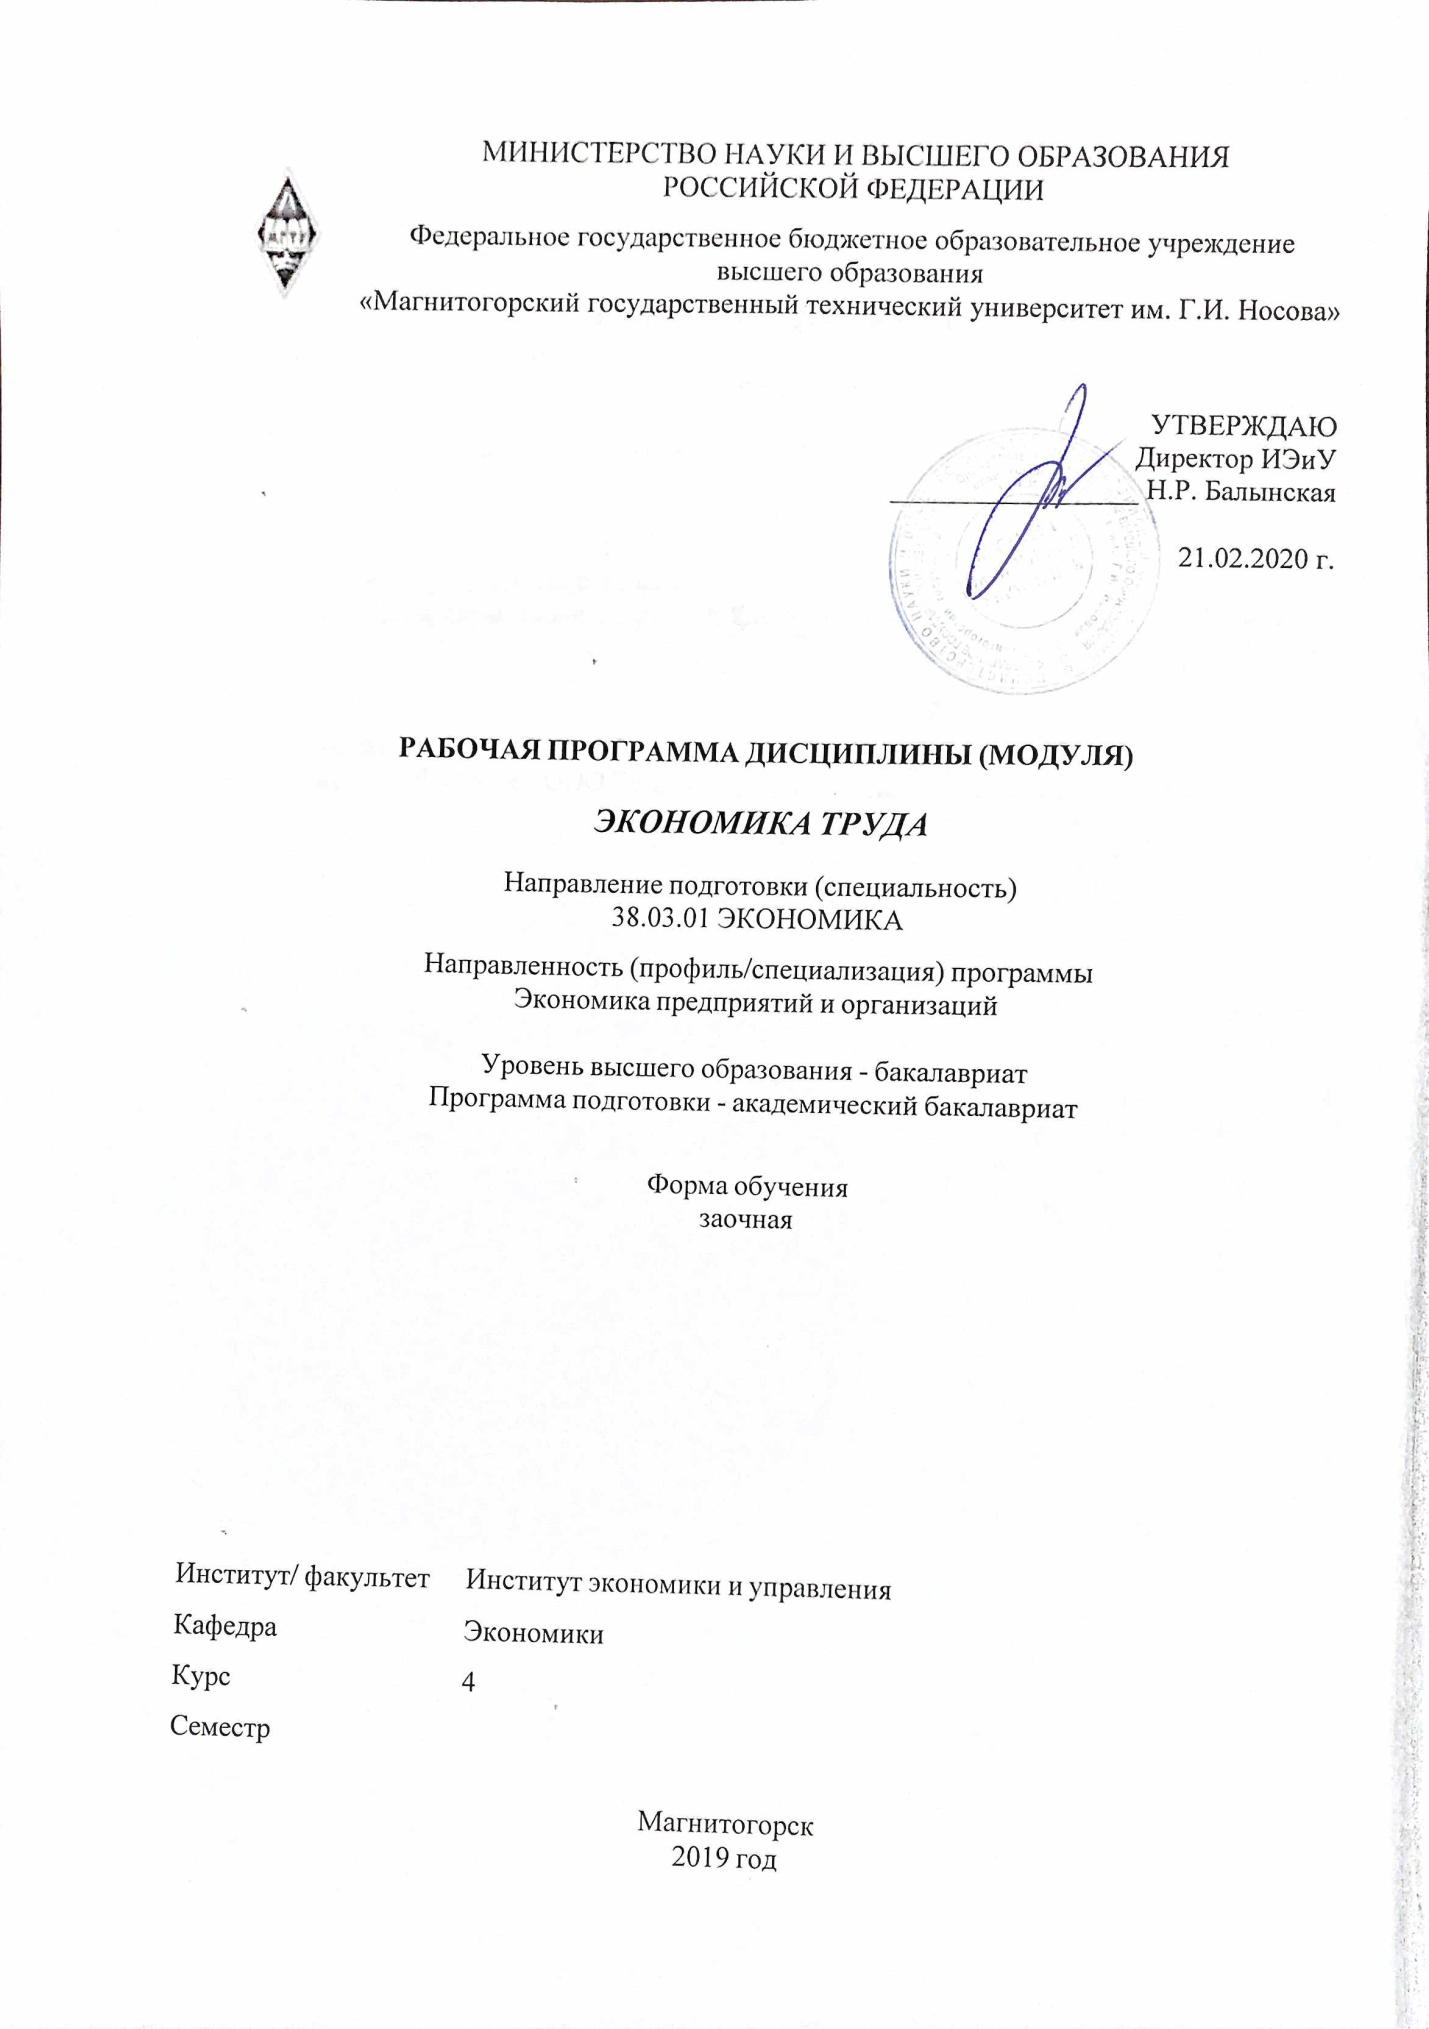 МИНИСТЕРСТВО НАУКИ И ВЫСШЕГО ОБРАЗОВАНИЯ
РОССИЙСКОЙ ФЕДЕРАЦИИ
МГТУ
Федеральное государственное бюджетное образовательное учреждение
высшего образования
«Магнитогорский государственный технический университет им. Г.И. Носова»
УТВЕРЖДАЮ
Директор ИЭиУ
Н.Р. Балынская
21.02.2020 г.
РАБОЧАЯ ПРОГРАММА ДИСЦИПЛИНЫ (МОДУЛЯ)
ЭКОНОМИКА ТРУДА
Направление подготовки (специальность)
38.03.01 ЭКОНОМИКА
Направленность (профиль/специализация) программы
Экономика предприятий и организаций
Уровень высшего образования - бакалавриат
Программа подготовки - академический бакалавриат
Форма обучения
заочная
Институт/ факультет Институт экономики и управления
Кафедра Экономики
Курс 4
Семестр
Магнитогорск
2019 год